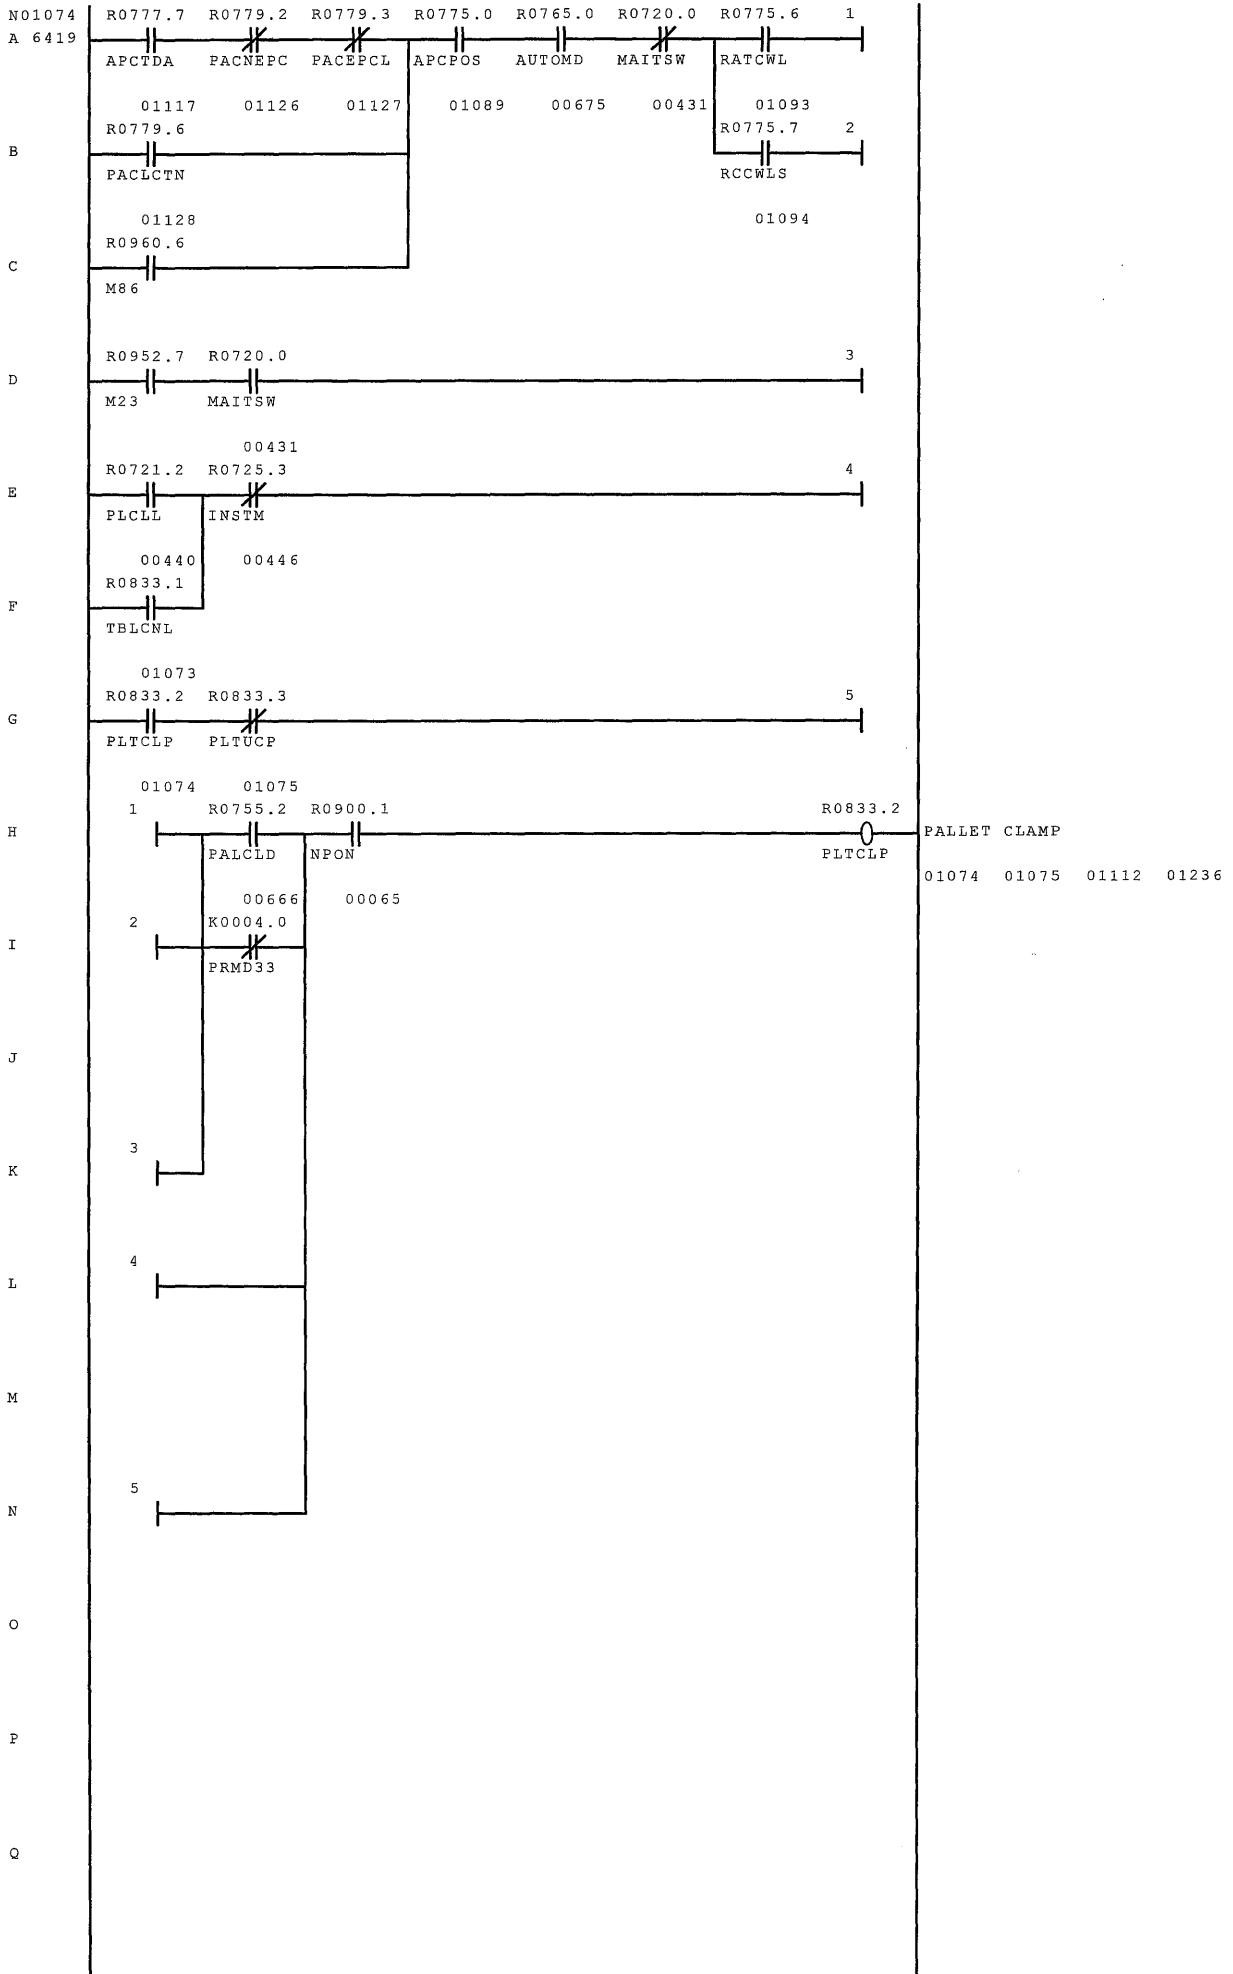 N01074 R0777.7 R0779.2 R0779.3 R0775.0 R0765.0 R0720.0 R0775.6 1
A 6419
APCTDA PACNEPC PACEPCL APCPOS AUTOMD MAITSW RATCWL
01117 01126 01127 01089 00675 00431 01093
R0779.6 R0775.7 2
B
PACLCTN RCCWLS
01128 01094
R0960.6
C
M86
R0952.7 R0720.0 3
D
M23 MAITSW
00431
R0721.2 R0725.3 4
E
PLCLL INSTM
00440 00446
R0833.1
F
TBLCNL
01073
R0833.2 R0833.3 5
G
PLTCLP PLTUCP
01074 01075
1 R0755.2 R0900.1 R0833.2
H PALLET CLAMP
PALCLD NPON PLTCLP
01074 01075 01112 01236
00666 00065
2 K0004.0
I
PRMD33
J
3
K
4
L
M
5
N
O
P
Q